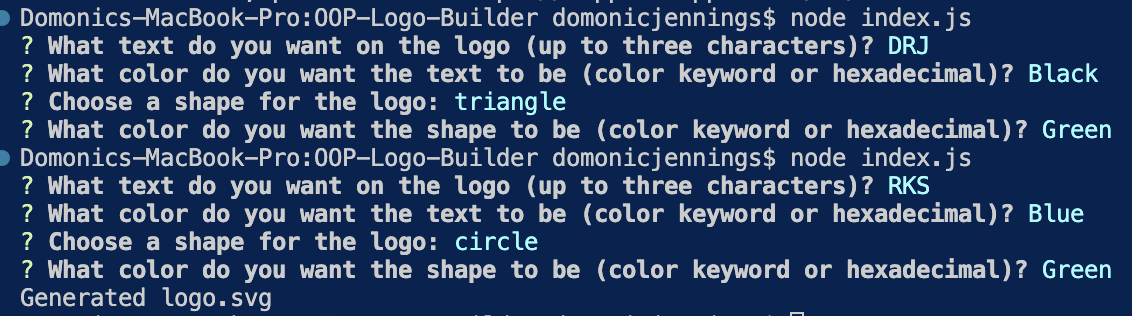 Domonics-MacBook-Pro:OOP-Logo-Builder domonicjennings$ node index.js
? What text do you want on the logo (up to three characters)? DRJ
? What color do you want the text to be (color keyword or hexadecimal)? Black
? Choose a shape for the logo: triangle
? What color do you want the shape to be (color keyword or hexadecimal)? Green
Domonics-MacBook-Pro:OOP-Logo-Builder domonicjennings$ node index.js
? What text do you want on the logo (up to three characters)? RKS
? What color do you want the text to be (color keyword or hexadecimal)? Blue
? Choose a shape for the logo: circle
? What color do you want the shape to be (color keyword or hexadecimal)? Green
Generated logo.svg